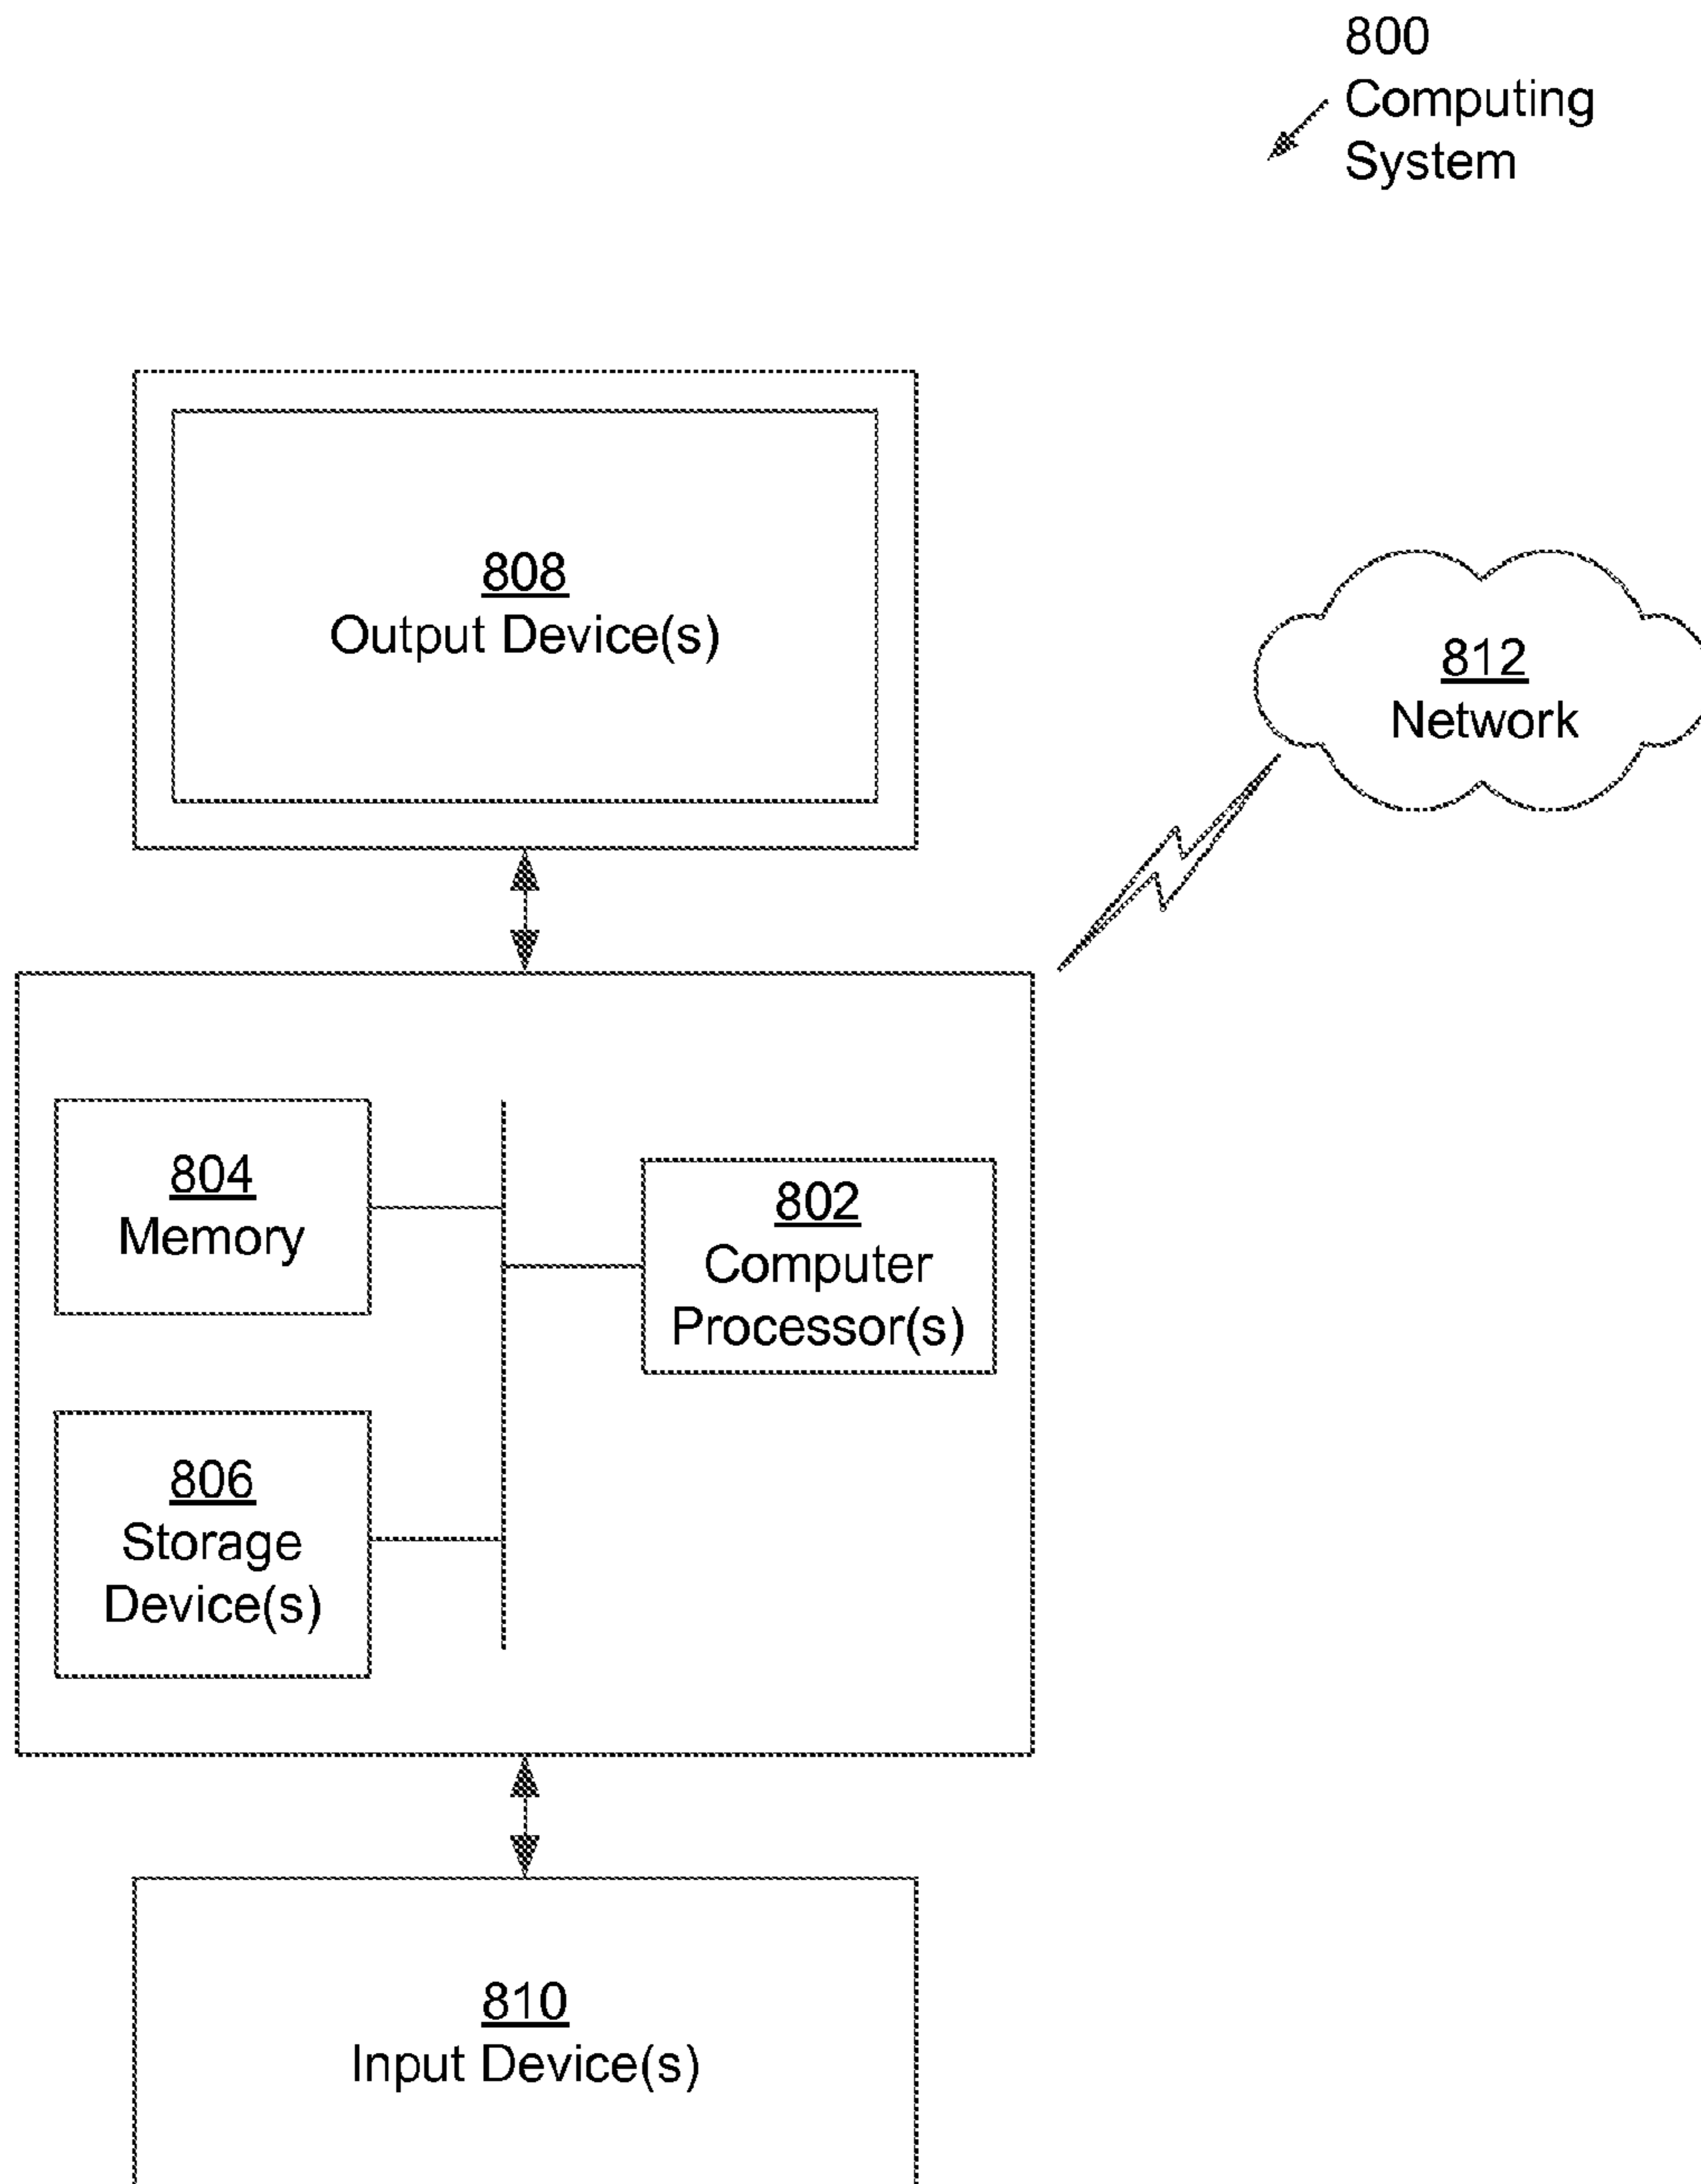 800
Computing
System
808
Output Device(s)
812
Network
804
Memory
802
Computer
Processor(s)
806
Storage
Device(s)
810
Input Device(s)